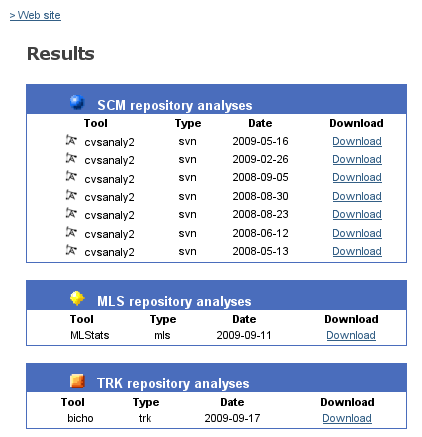 > Web site
Results
SCM repository analyses
Tool Type Date Download
cvsanaly2 svn 2009-05-16 Download
cvsanaly2 svn 2009-02-26 Download
cvsanaly2 svn 2008-09-05 Download
cvsanaly2 svn 2008-08-30 Download
cvsanaly2 svn 2008-08-23 Download
cvsanaly2 svn 2008-06-12 Download
cvsanaly2 svn 2008-05-13 Download
MLS repository analyses
Tool Type Date Download
MLStats mls 2009-09-11 Download
TRK repository analyses
Tool Type Date Download
bicho trk 2009-09-17 Download